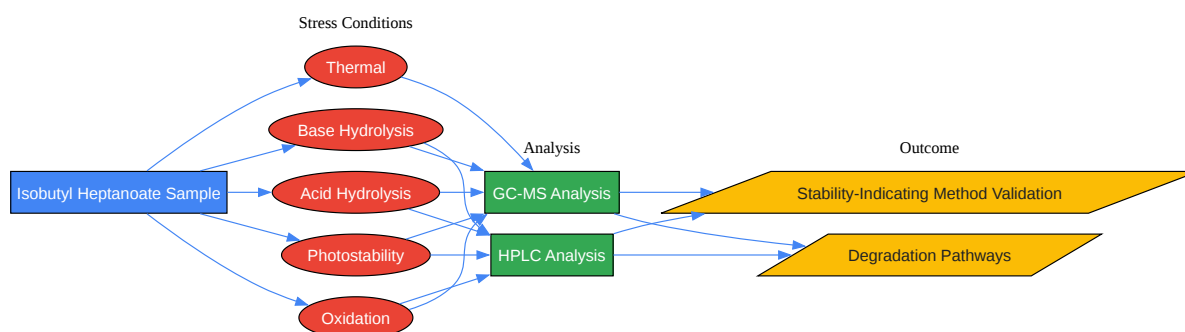 Stress Conditions
Thermal
Base Hydrolysis
Analysis
Outcome
Isobutyl Heptanoate Sample
Acid Hydrolysis
GC-MS Analysis
Stability-Indicating Method Validation
Photostability
HPLC Analysis
Degradation Pathways
Oxidation